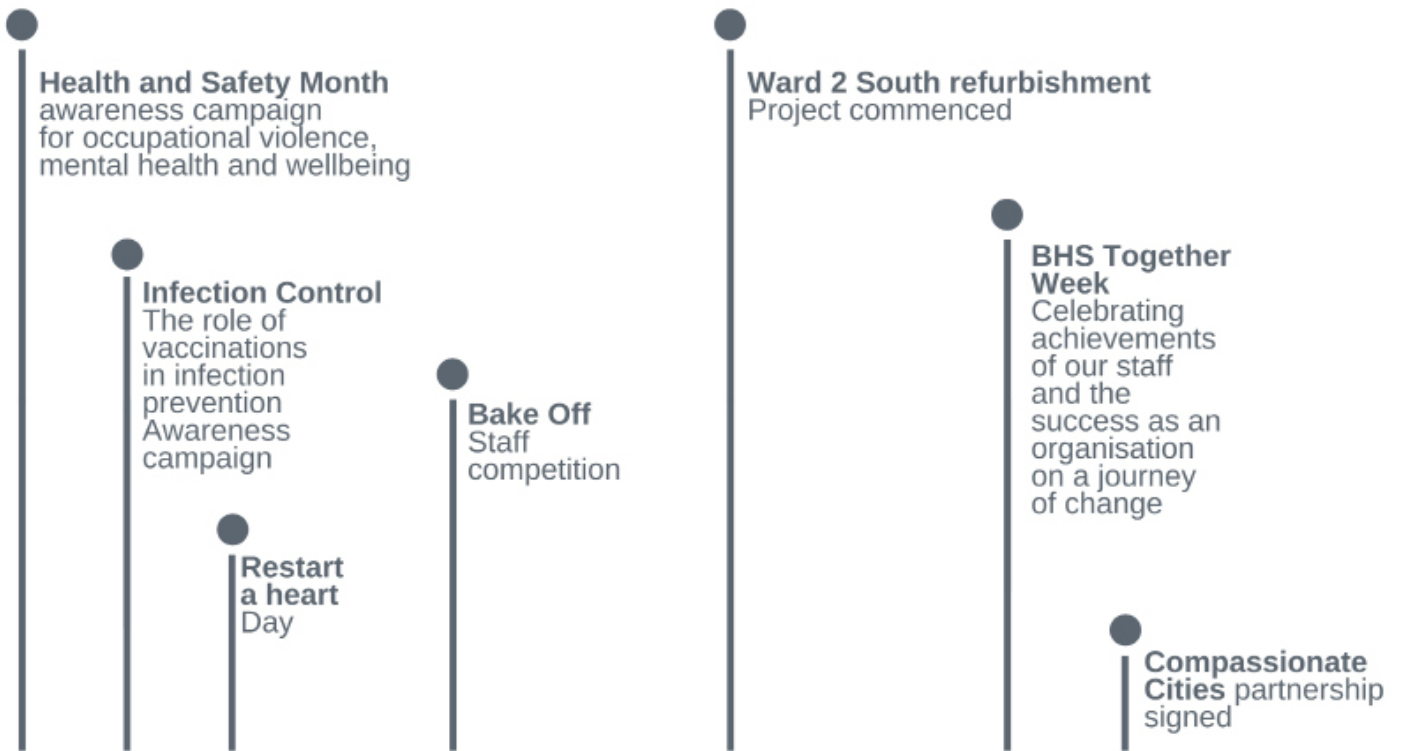 Health and Safety Month
awareness campaign
for occupational violence,
mental health and wellbeing
Infection Control
The role of
vaccinations
in infection
prevention
Awareness
campaign
Restart
a heart
Day
Bake Off
Staff
competition
Ward 2 South refurbishment
Project commenced
BHS Together
Week
Celebrating
achievements
of our staff
and the
success as an
organisation
on a journey
of change
Compassionate
Cities partnership
signed